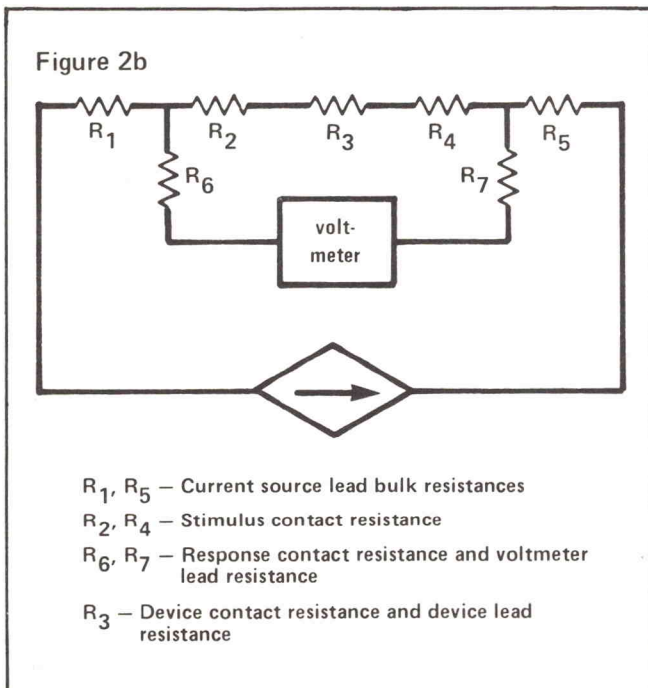 Figure 2b
R1 R2 R3 R4 R5
R6 R7
volt-
meter
R1, R5 – Current source lead bulk resistances
R2, R4 – Stimulus contact resistance
R6, R7 – Response contact resistance and voltmeter
lead resistance
R3 – Device contact resistance and device lead
resistance